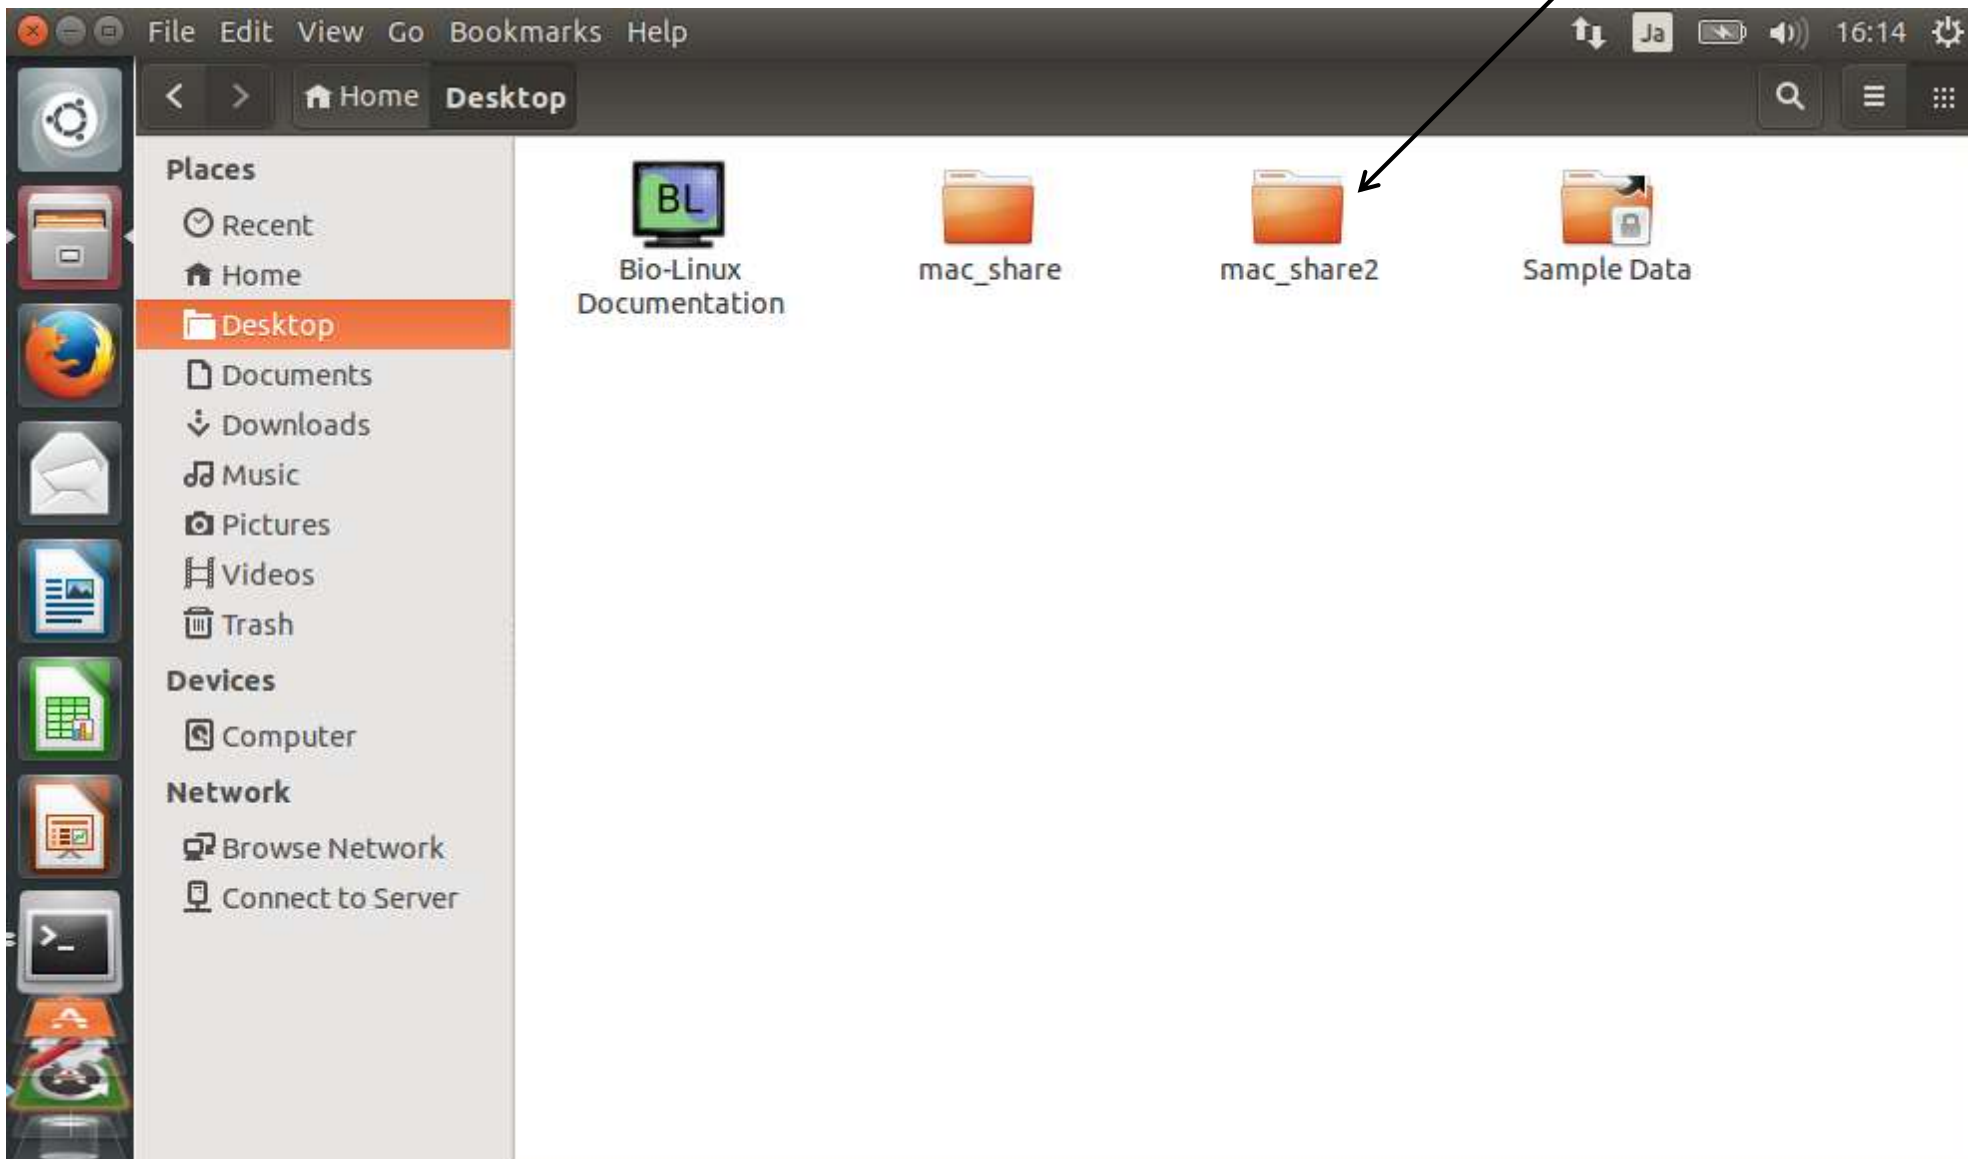 File Edit View Go Bookmarks Help
Ja
16:14
Home Desktop
Places
Recent
Home
Desktop
Documents
Downloads
Music
Pictures
Videos
Trash
Devices
Computer
Network
Browse Network
Connect to Server
BL
Bio-Linux
Documentation
mac_share
mac_share2
Sample Data
>_